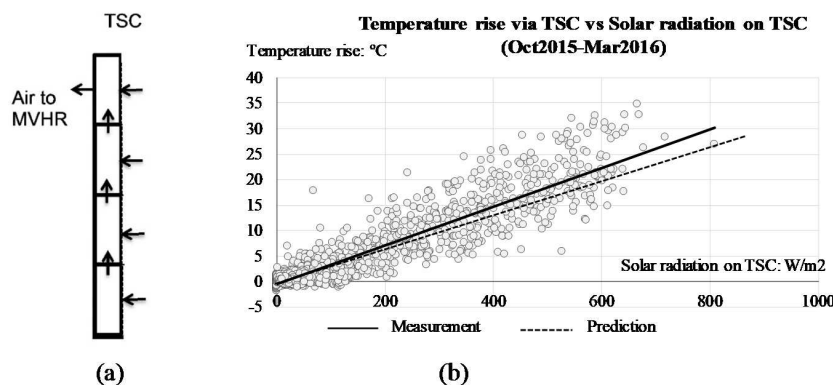 TSC
Air to
MVHR
(a)
Temperature rise via TSC vs Solar radiation on TSC
(Oct2015-Mar2016)
Temperature rise: °C
40
35
30
25
20
15
10
5
0
-5
Solar radiation on TSC: W/m2
0
200
400
600
800
1000
Measurement
Prediction
(b)